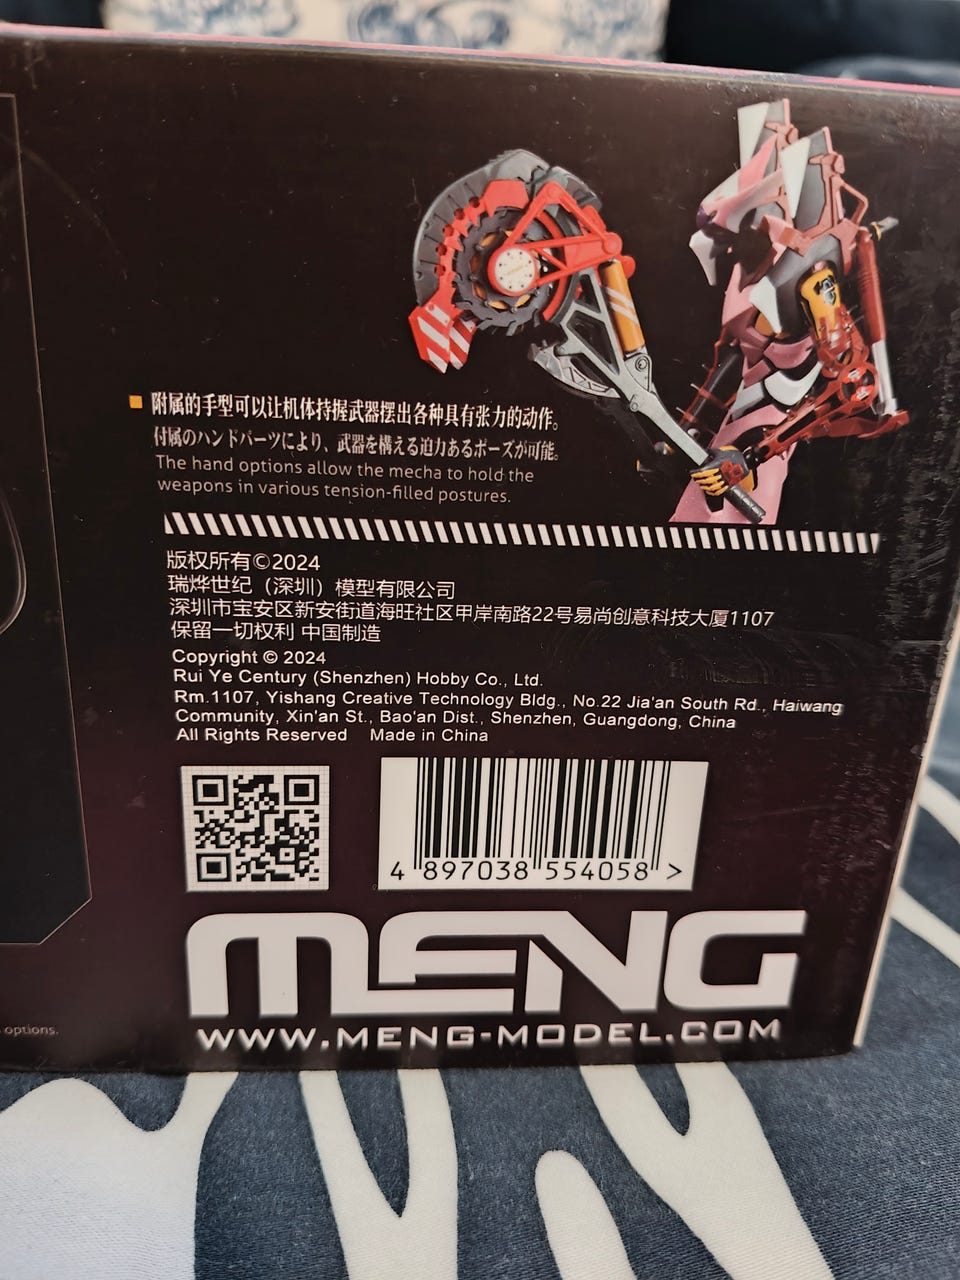 附属的手型可以让机体持握武器摆出各种具有张力的动作。
付属のハンドパーツにより、武器を構える迫力あるポーズが可能。
The hand options allow the mecha to hold the
weapons in various tension-filled postures.
版权所有©2024
瑞烨世纪（深圳）模型有限公司
深圳市宝安区新安街道海旺社区甲岸南路22号易尚创意科技大厦1107
保留一切权利 中国制造
Copyright © 2024
Rui Ye Century (Shenzhen) Hobby Co., Ltd.
Rm.1107, Yishang Creative Technology Bldg., No.22 Jia'an South Rd., Haiwang
Community, Xin'an St., Bao'an Dist., Shenzhen, Guangdong, China
All Rights Reserved Made in China
4 897038 554058 >
MENG
WWW.MENG-MODEL.COM
options.